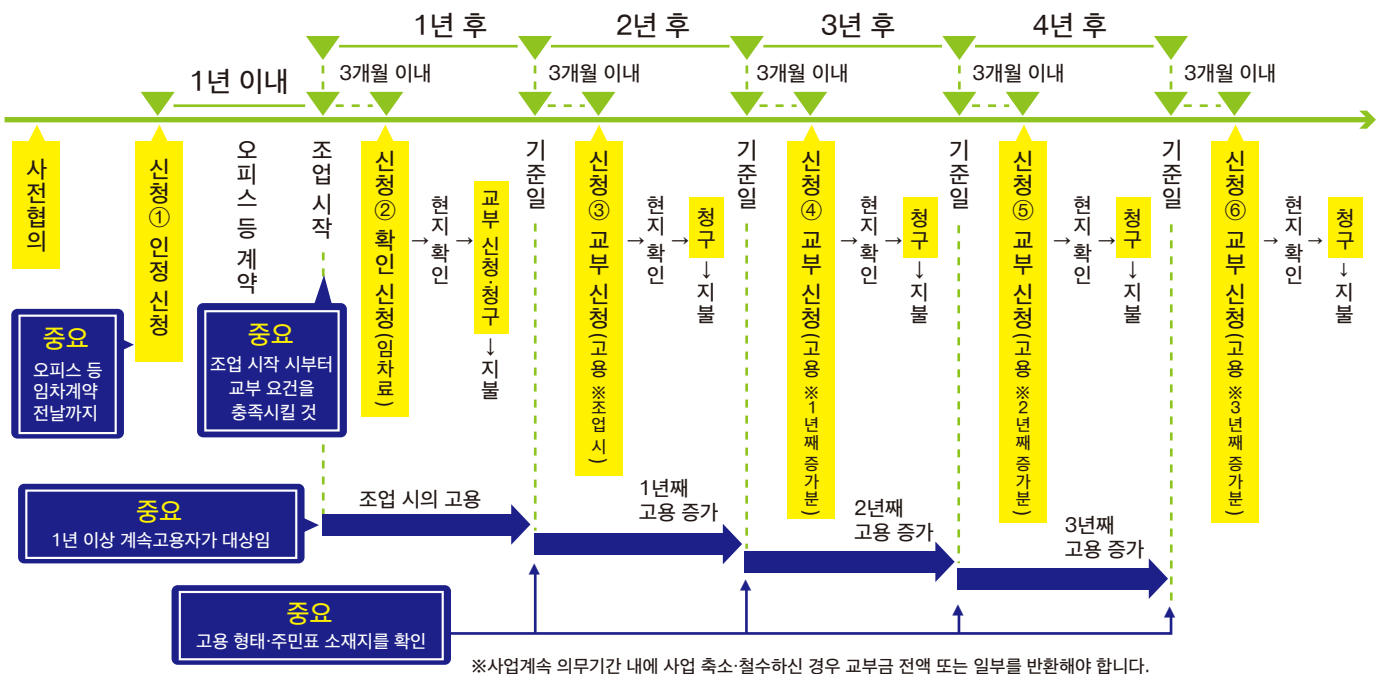 1년 후
2년 후
3년 후
4년 후
1년 이내
3개월 이내
3개월 이내
3개월 이내
3개월 이내
3개월 이내
사전협의
신청① 인정 신청
오피스 등 계약
조업 시작
신청② 확인 신청(임차료)
→현지확인→
교부 신청·청구
→지불
기준일
신청③ 교부 신청(고용 ※조업 시)
→현지확인→
청구
→지불
기준일
신청④ 교부 신청(고용 ※1년째 증가분)
→현지확인→
청구
→지불
기준일
신청⑤ 교부 신청(고용 ※2년째 증가분)
→현지확인→
청구
→지불
기준일
신청⑥ 교부 신청(고용 ※3년째 증가분)
→현지확인→
청구
→지불
중요
오피스 등
임차계약
전날까지
중요
조업 시작 시부터
교부 요건을
충족시킬 것
중요
1년 이상 계속고용자가 대상임
조업 시의 고용
1년째
고용 증가
2년째
고용 증가
3년째
고용 증가
중요
고용 형태·주민표 소재지를 확인
※사업계속 의무기간 내에 사업 축소·철수하신 경우 교부금 전액 또는 일부를 반환해야 합니다.